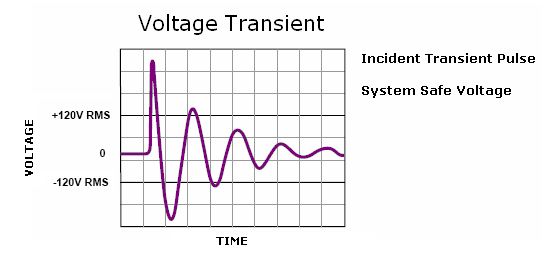 Voltage Transient
Incident Transient Pulse
System Safe Voltage
+120V RMS
0
-120V RMS
VOLTAGE
TIME